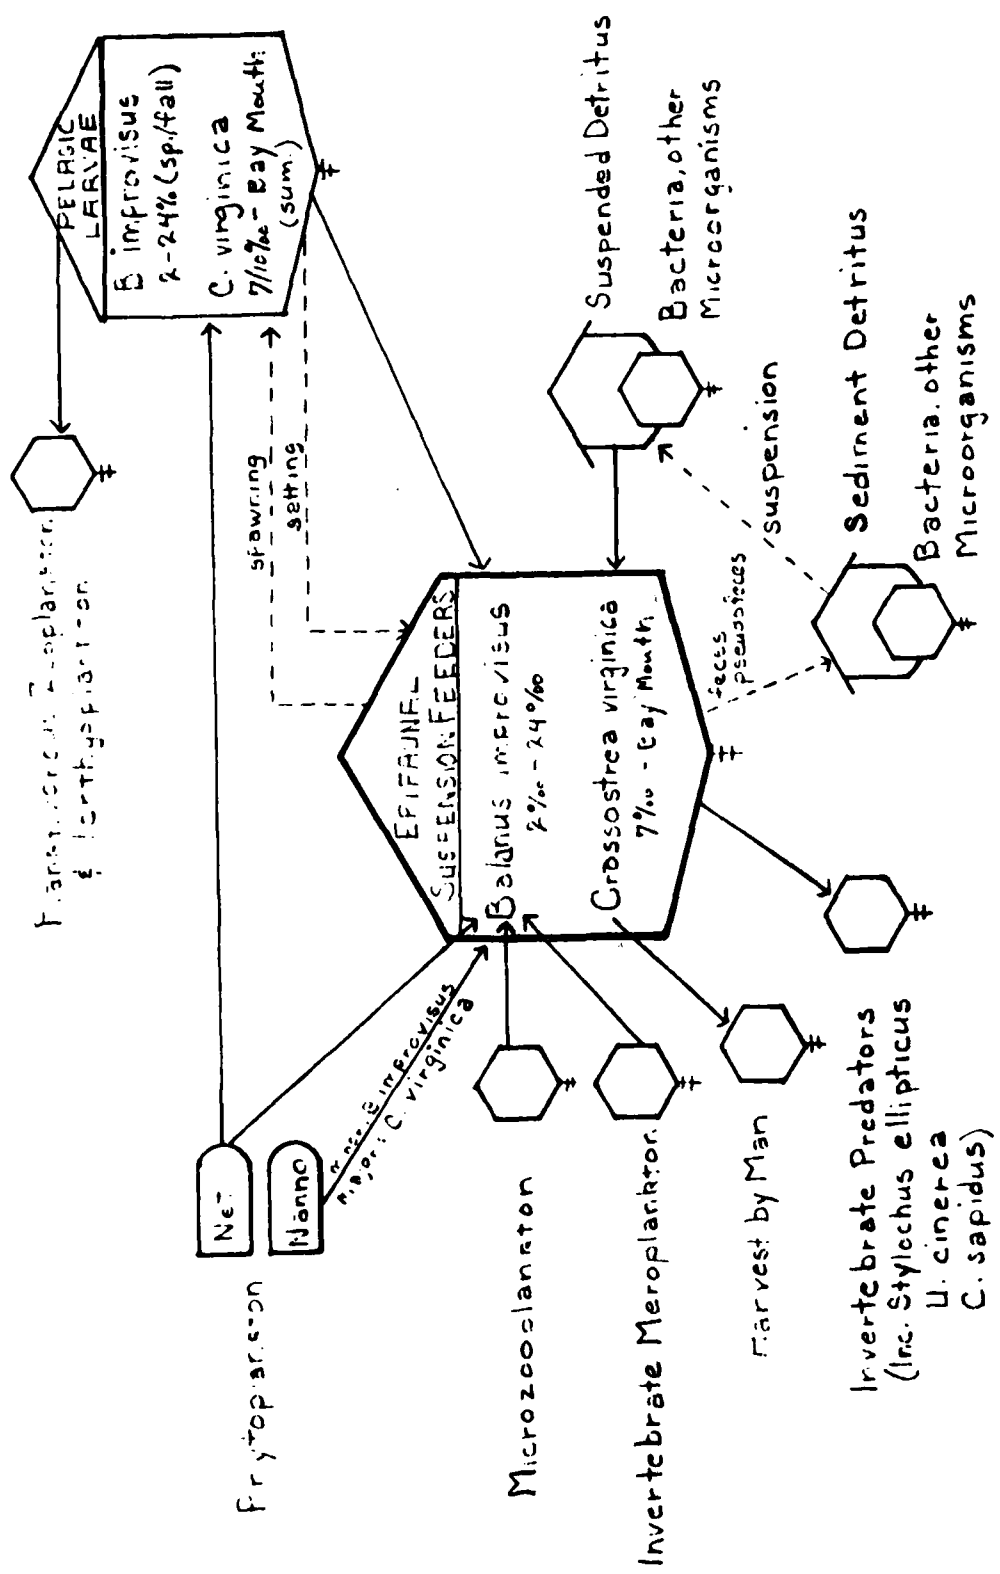 PELAGIC
LARVAE
B improvisus
2-24‰ (sp/fall)
C. virginica
7/10‰ - Bay Mouth
(sum.)
& Icthyoplankton
spawning
setting
Suspended Detritus
Bacteria, other
Microorganisms
suspension
Sediment Detritus
Bacteria, other
Microorganisms
feces
pseudofeces
EPIFAUNAL
SUSPENSION FEEDERS
Balanus improvisus
2‰ - 24‰
Crassostrea virginica
7‰ - Bay Mouth
Net
Nanno
Phytoplankton
B improvisus
C. virginica
Microzooplankton
Invertebrate Meroplankton
Harvest by Man
Invertebrate Predators
(Inc. Stylochus ellipticus
U. cinerea
C. sapidus)